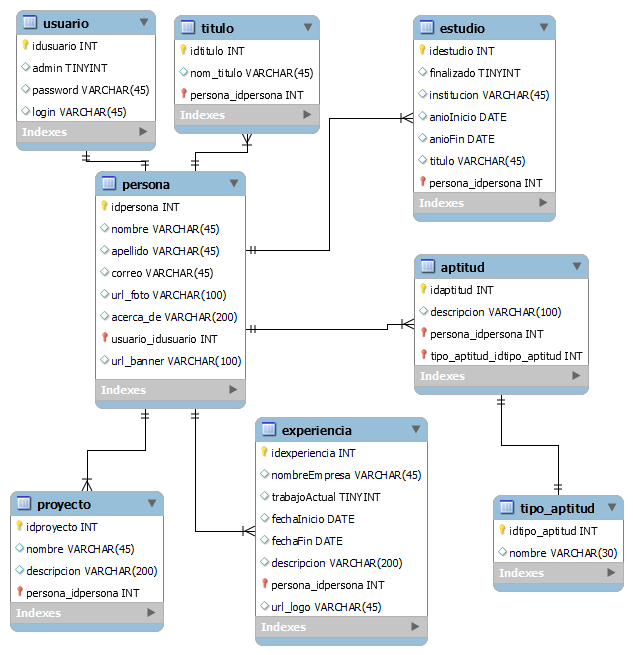 usuario
idusuario INT
admin TINYINT
password VARCHAR(45)
login VARCHAR(45)
Indexes
titulo
idtitulo INT
nom_titulo VARCHAR(45)
persona_idpersona INT
Indexes
estudio
idestudio INT
finalizado TINYINT
institucion VARCHAR(45)
anioInicio DATE
anioFin DATE
titulo VARCHAR(45)
persona_idpersona INT
Indexes
persona
idpersona INT
nombre VARCHAR(45)
apellido VARCHAR(45)
correo VARCHAR(45)
url_foto VARCHAR(100)
acerca_de VARCHAR(200)
usuario_idusuario INT
url_banner VARCHAR(100)
Indexes
aptitud
idaptitud INT
descripcion VARCHAR(100)
persona_idpersona INT
tipo_aptitud_idtipo_aptitud INT
Indexes
experiencia
idexperiencia INT
nombreEmpresa VARCHAR(45)
trabajoActual TINYINT
fechaInicio DATE
fechaFin DATE
descripcion VARCHAR(200)
persona_idpersona INT
url_logo VARCHAR(45)
Indexes
proyecto
idproyecto INT
nombre VARCHAR(45)
descripcion VARCHAR(200)
persona_idpersona INT
Indexes
tipo_aptitud
idtipo_aptitud INT
nombre VARCHAR(30)
Indexes